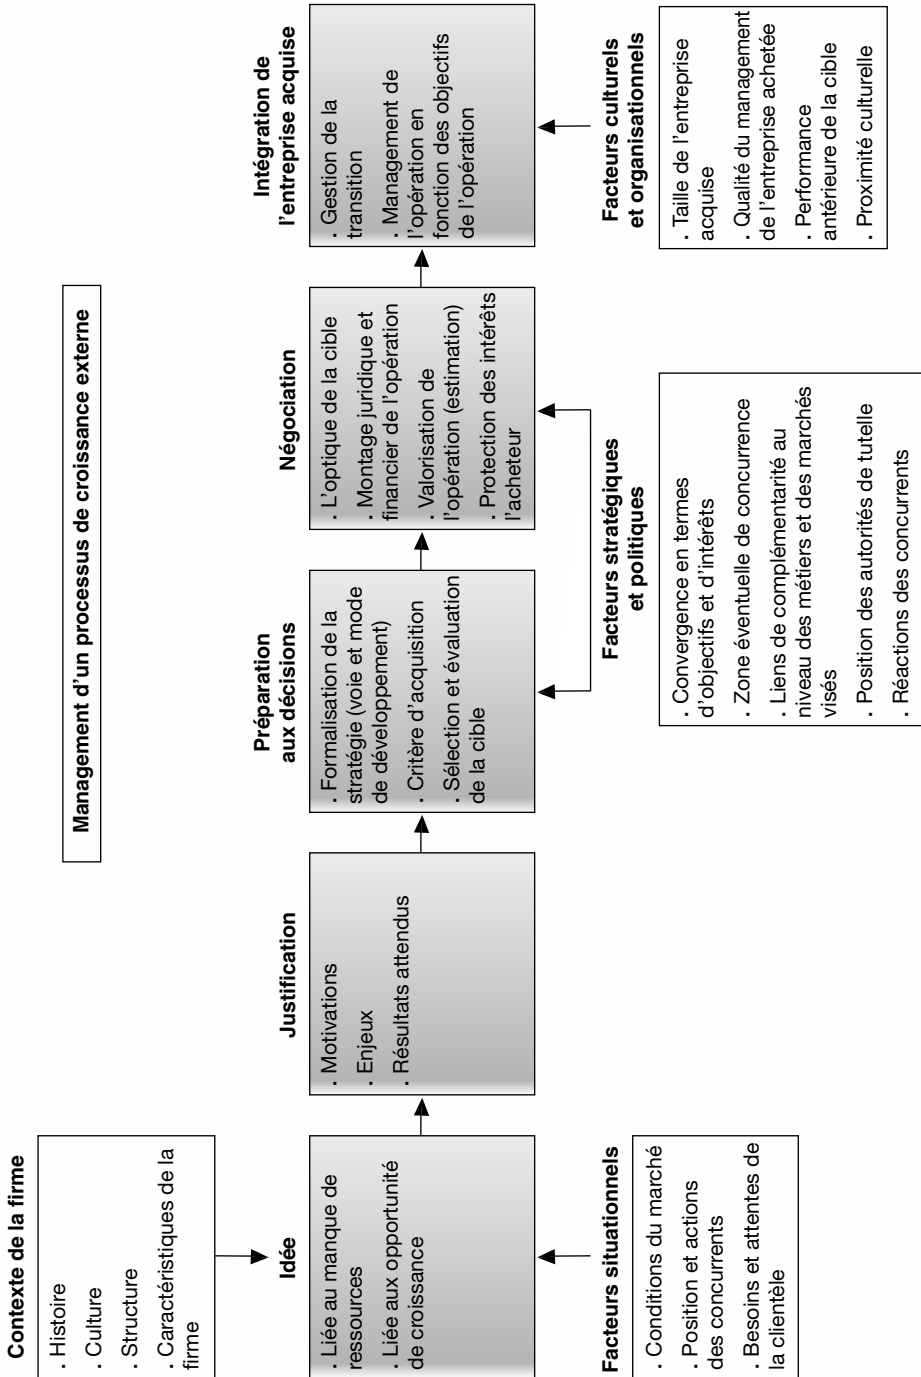 Management d'un processus de croissance externe
Contexte de la firme
. Histoire
. Culture
. Structure
. Caractéristiques de la
firme
Idée
. Liée au manque de
ressources
. Liée aux opportunité
de croissance
Facteurs situationnels
. Conditions du marché
. Position et actions
des concurrents
. Besoins et attentes de
la clientèle
Justification
. Motivations
. Enjeux
. Résultats attendus
Préparation
aux décisions
. Formalisation de la
stratégie (voie et mode
de développement)
. Critère d'acquisition
. Sélection et évaluation
de la cible
Négociation
. L'optique de la cible
. Montage juridique et
financier de l'opération
. Valorisation de
l'opération (estimation)
. Protection des intérêts
l'acheteur
Facteurs stratégiques
et politiques
. Convergence en termes
d'objectifs et d'intérêts
. Zone éventuelle de concurrence
. Liens de complémentarité au
niveau des métiers et des marchés
visés
. Position des autorités de tutelle
. Réactions des concurrents
Intégration de
l'entreprise acquise
. Gestion de la
transition
. Management de
l'opération en
fonction des objectifs
de l'opération
Facteurs culturels
et organisationnels
. Taille de l'entreprise
acquise
. Qualité du management
de l'entreprise achetée
. Performance
antérieure de la cible
. Proximité culturelle